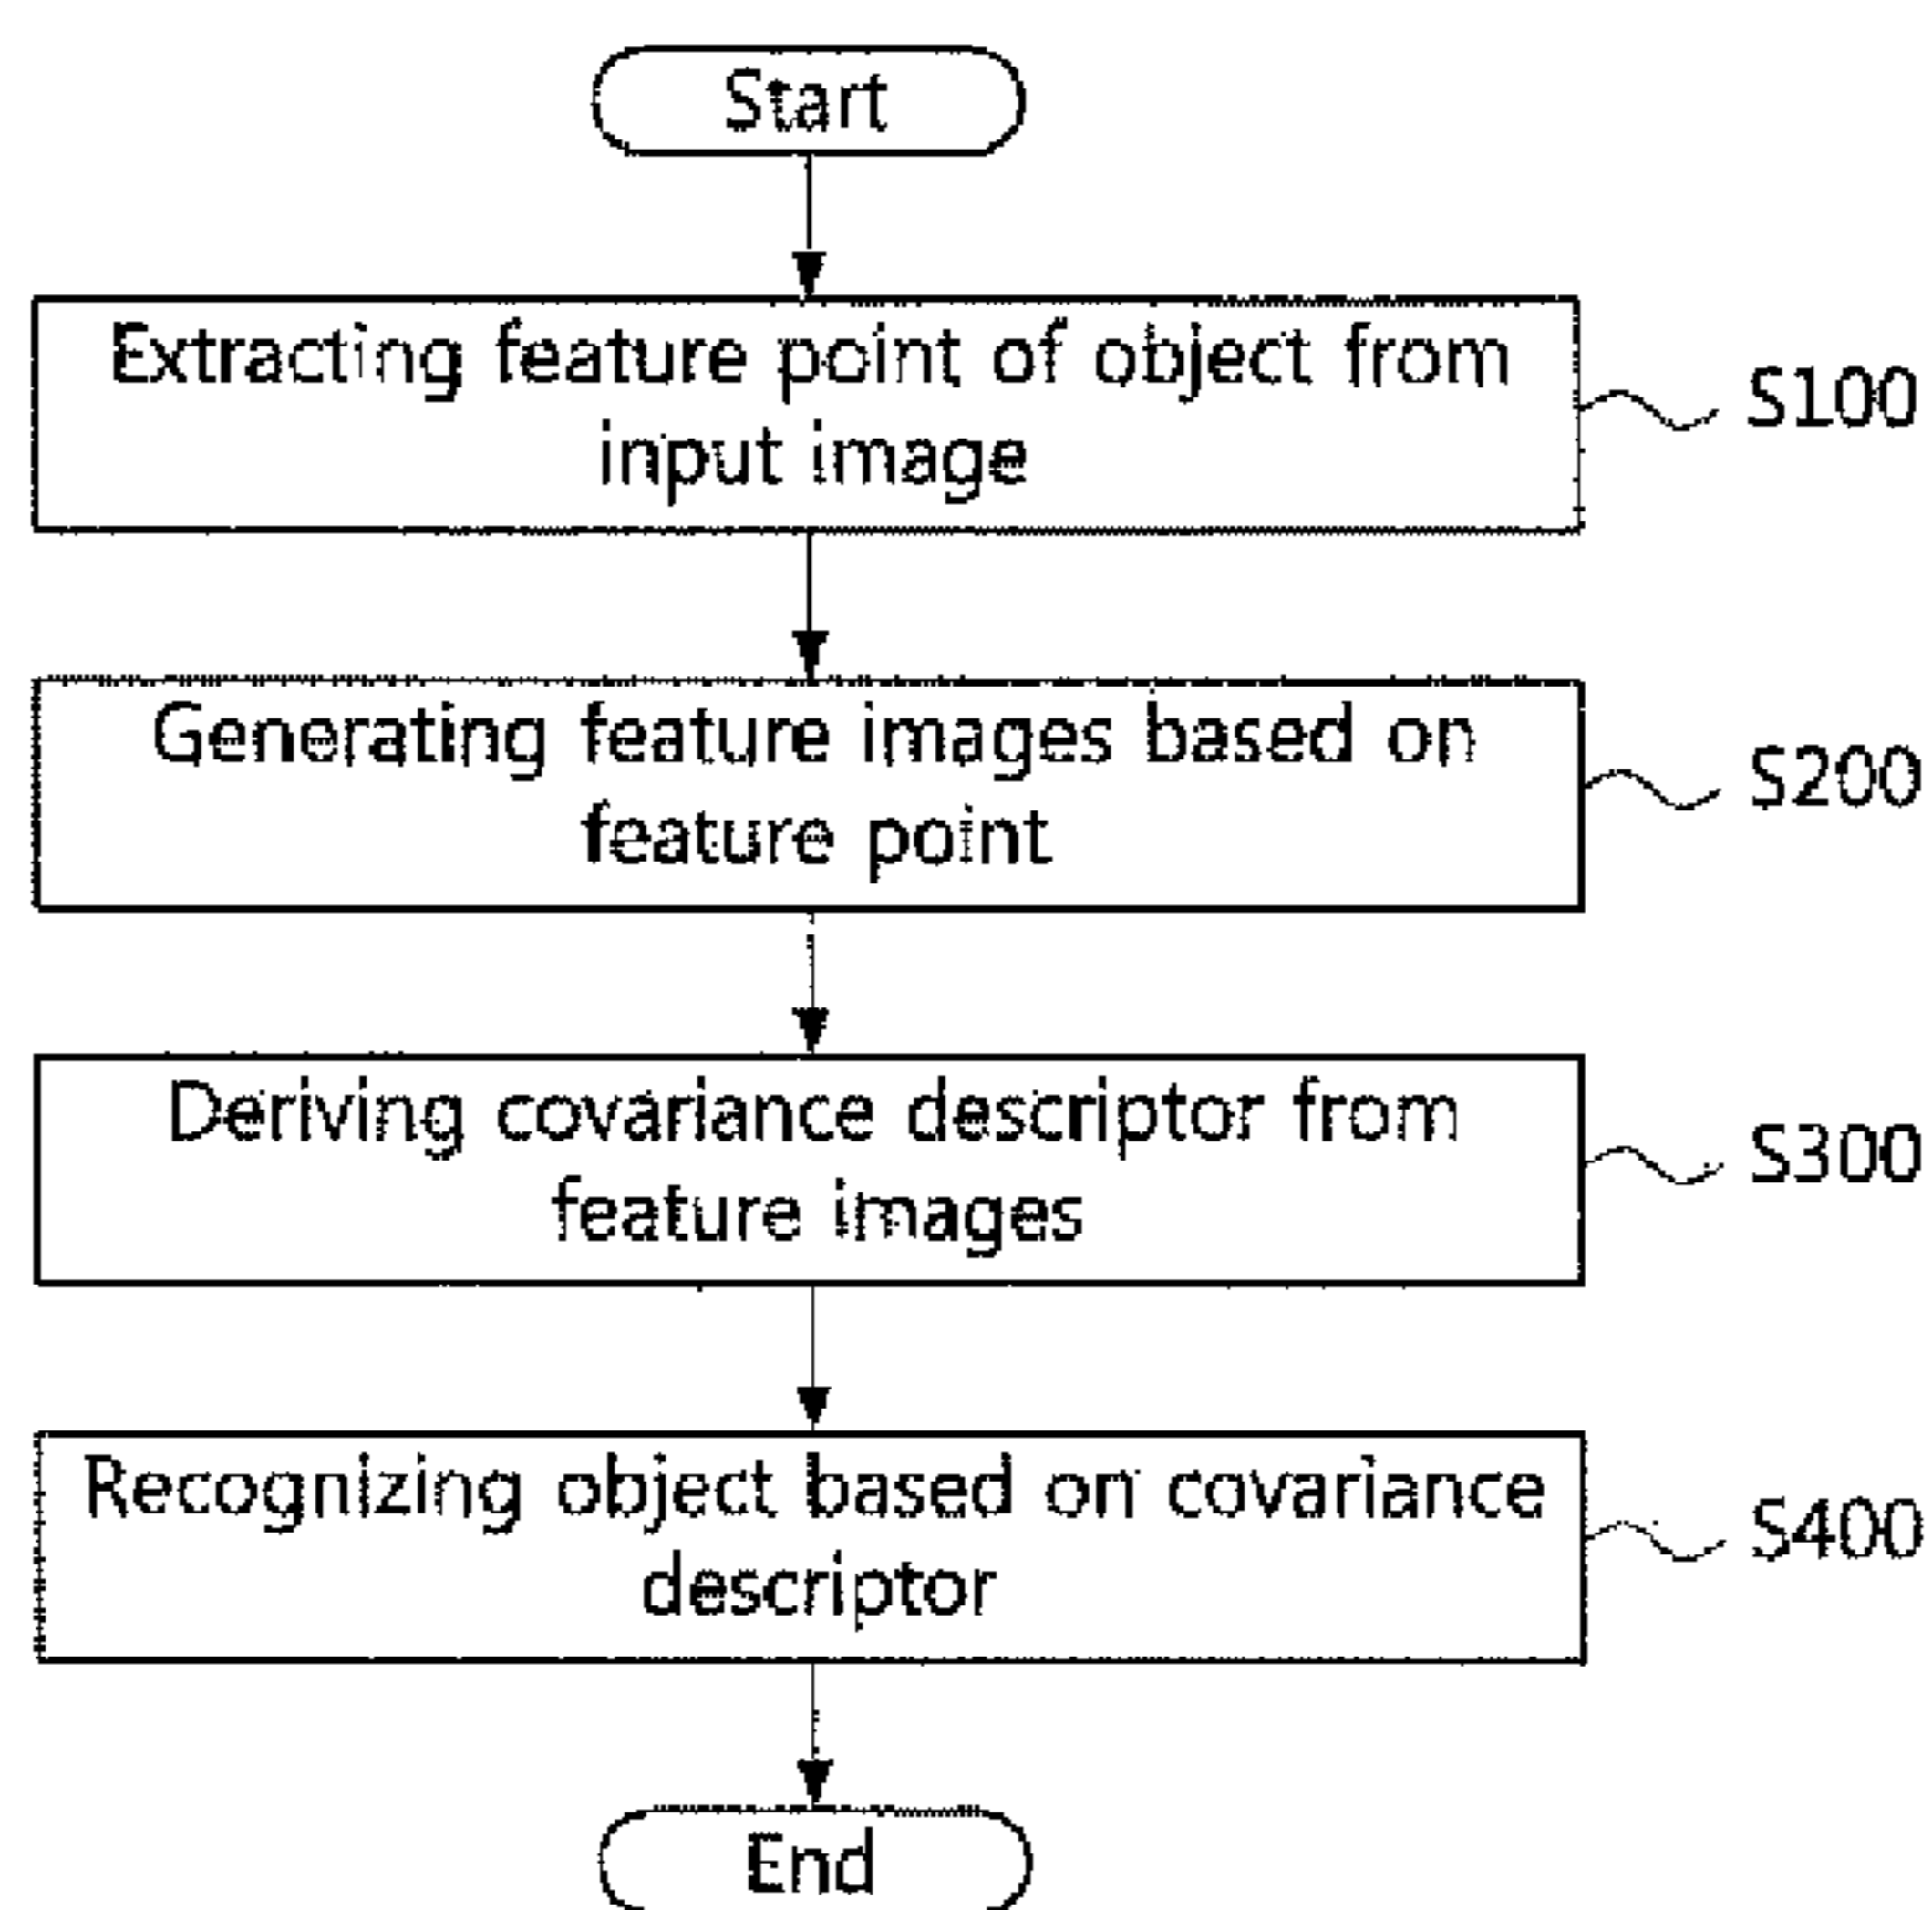 Start
Extracting feature point of object from
input image
S100
Generating feature images based on
feature point
S200
Deriving covariance descriptor from
feature images
S300
Recognizing object based on covariance
descriptor
S400
End